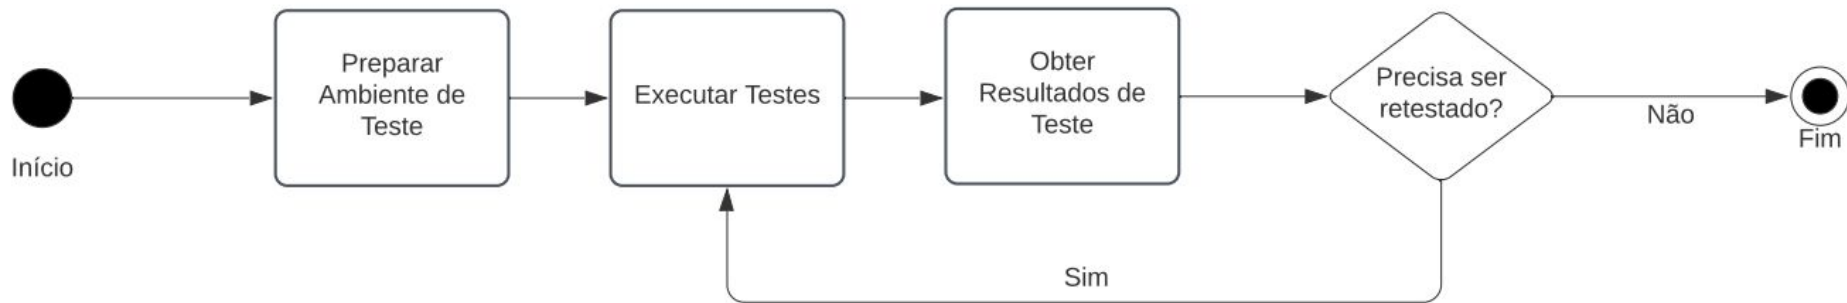 Início
Preparar
Ambiente de
Teste
Executar Testes
Obter
Resultados de
Teste
Precisa ser
retestado?
Não
Fim
Sim